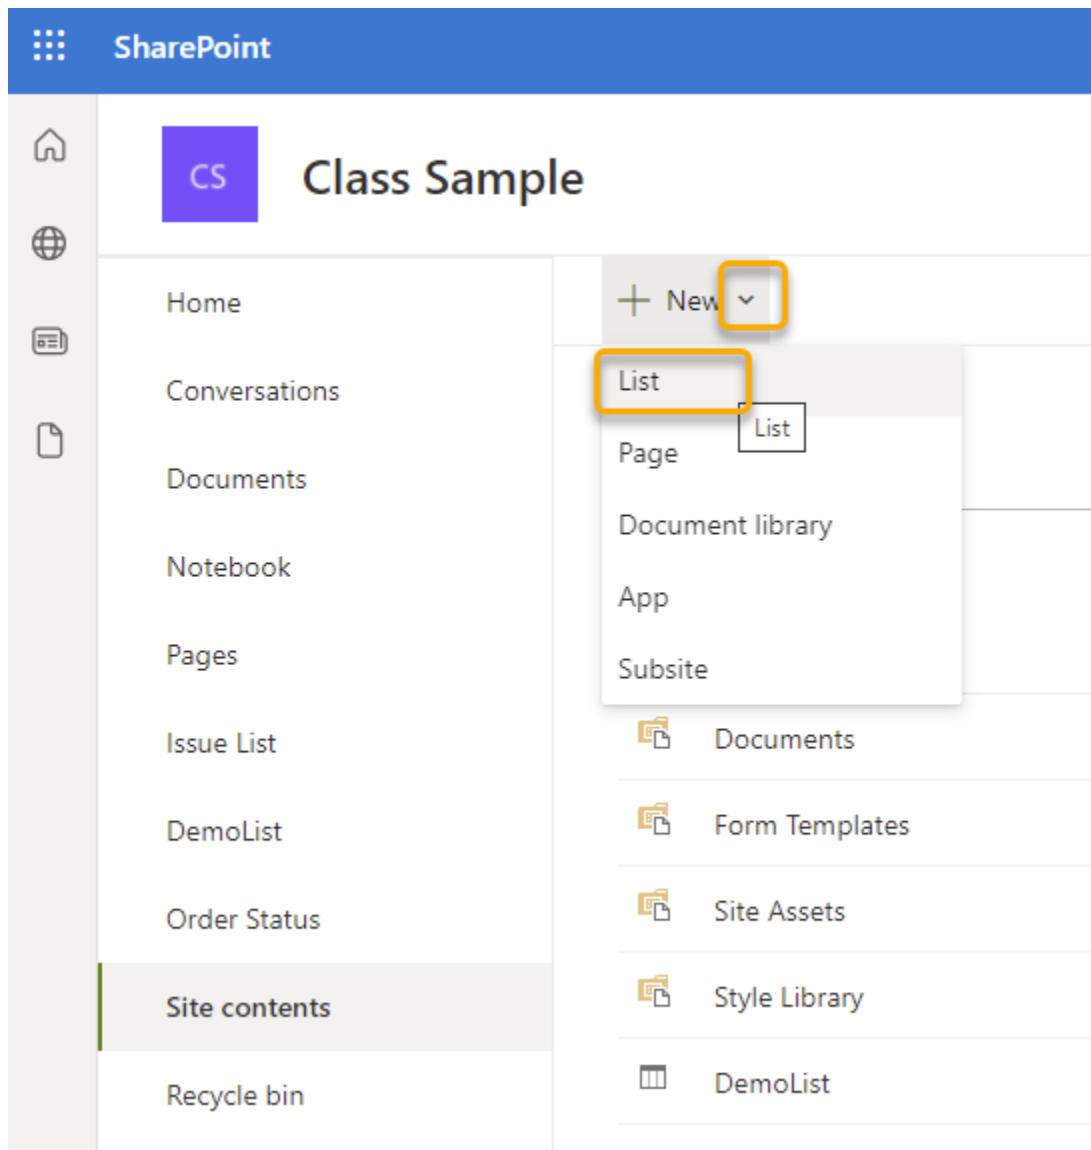 SharePoint
CS
Class Sample
Home
Conversations
Documents
Notebook
Pages
Issue List
DemoList
Order Status
Site contents
Recycle bin
New
List
List
Page
Document library
App
Subsite
Documents
Form Templates
Site Assets
Style Library
DemoList